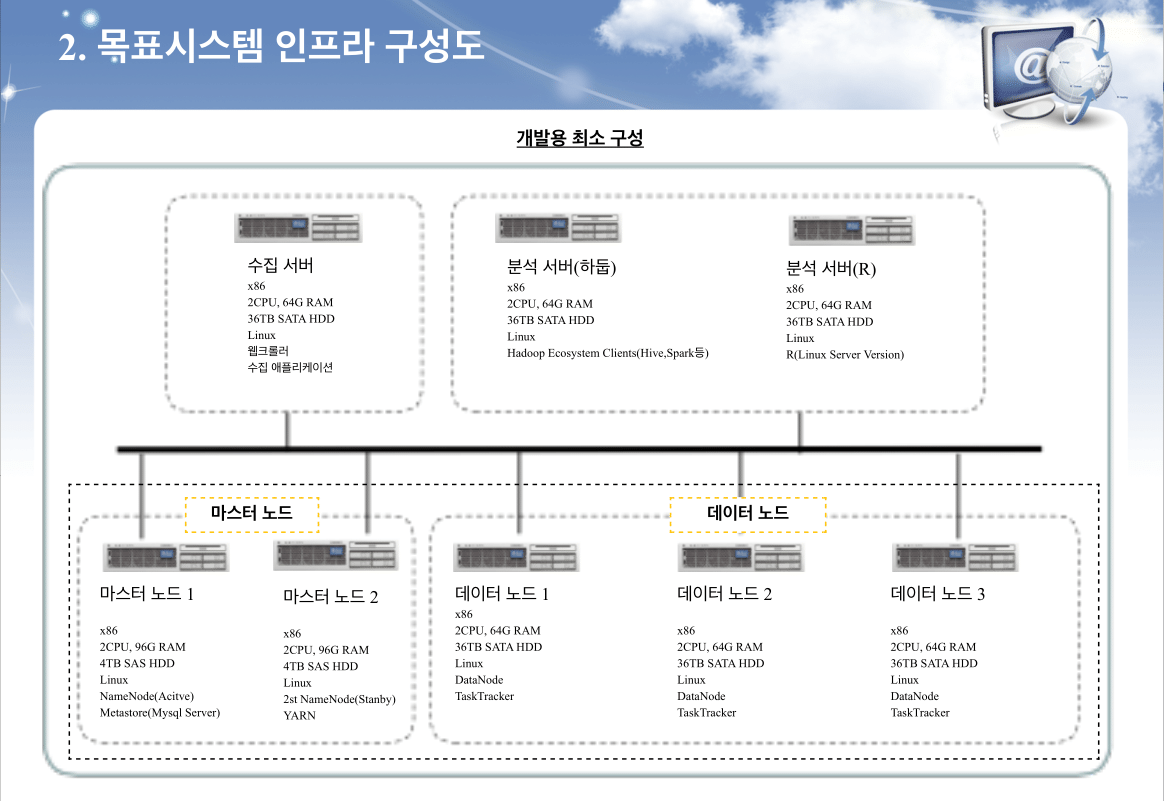 2. 목표시스템 인프라 구성도
개발용 최소 구성
수집 서버
x86
2CPU, 64G RAM
36TB SATA HDD
Linux
웹크롤러
수집 애플리케이션
분석 서버(하둡)
x86
2CPU, 64G RAM
36TB SATA HDD
Linux
Hadoop Ecosystem Clients(Hive,Spark등)
분석 서버(R)
x86
2CPU, 64G RAM
36TB SATA HDD
Linux
R(Linux Server Version)
마스터 노드
마스터 노드 1
x86
2CPU, 96G RAM
4TB SAS HDD
Linux
NameNode(Acitve)
Metastore(Mysql Server)
마스터 노드 2
x86
2CPU, 96G RAM
4TB SAS HDD
Linux
2st NameNode(Stanby)
YARN
데이터 노드
데이터 노드 1
x86
2CPU, 64G RAM
36TB SATA HDD
Linux
DataNode
TaskTracker
데이터 노드 2
x86
2CPU, 64G RAM
36TB SATA HDD
Linux
DataNode
TaskTracker
데이터 노드 3
x86
2CPU, 64G RAM
36TB SATA HDD
Linux
DataNode
TaskTracker